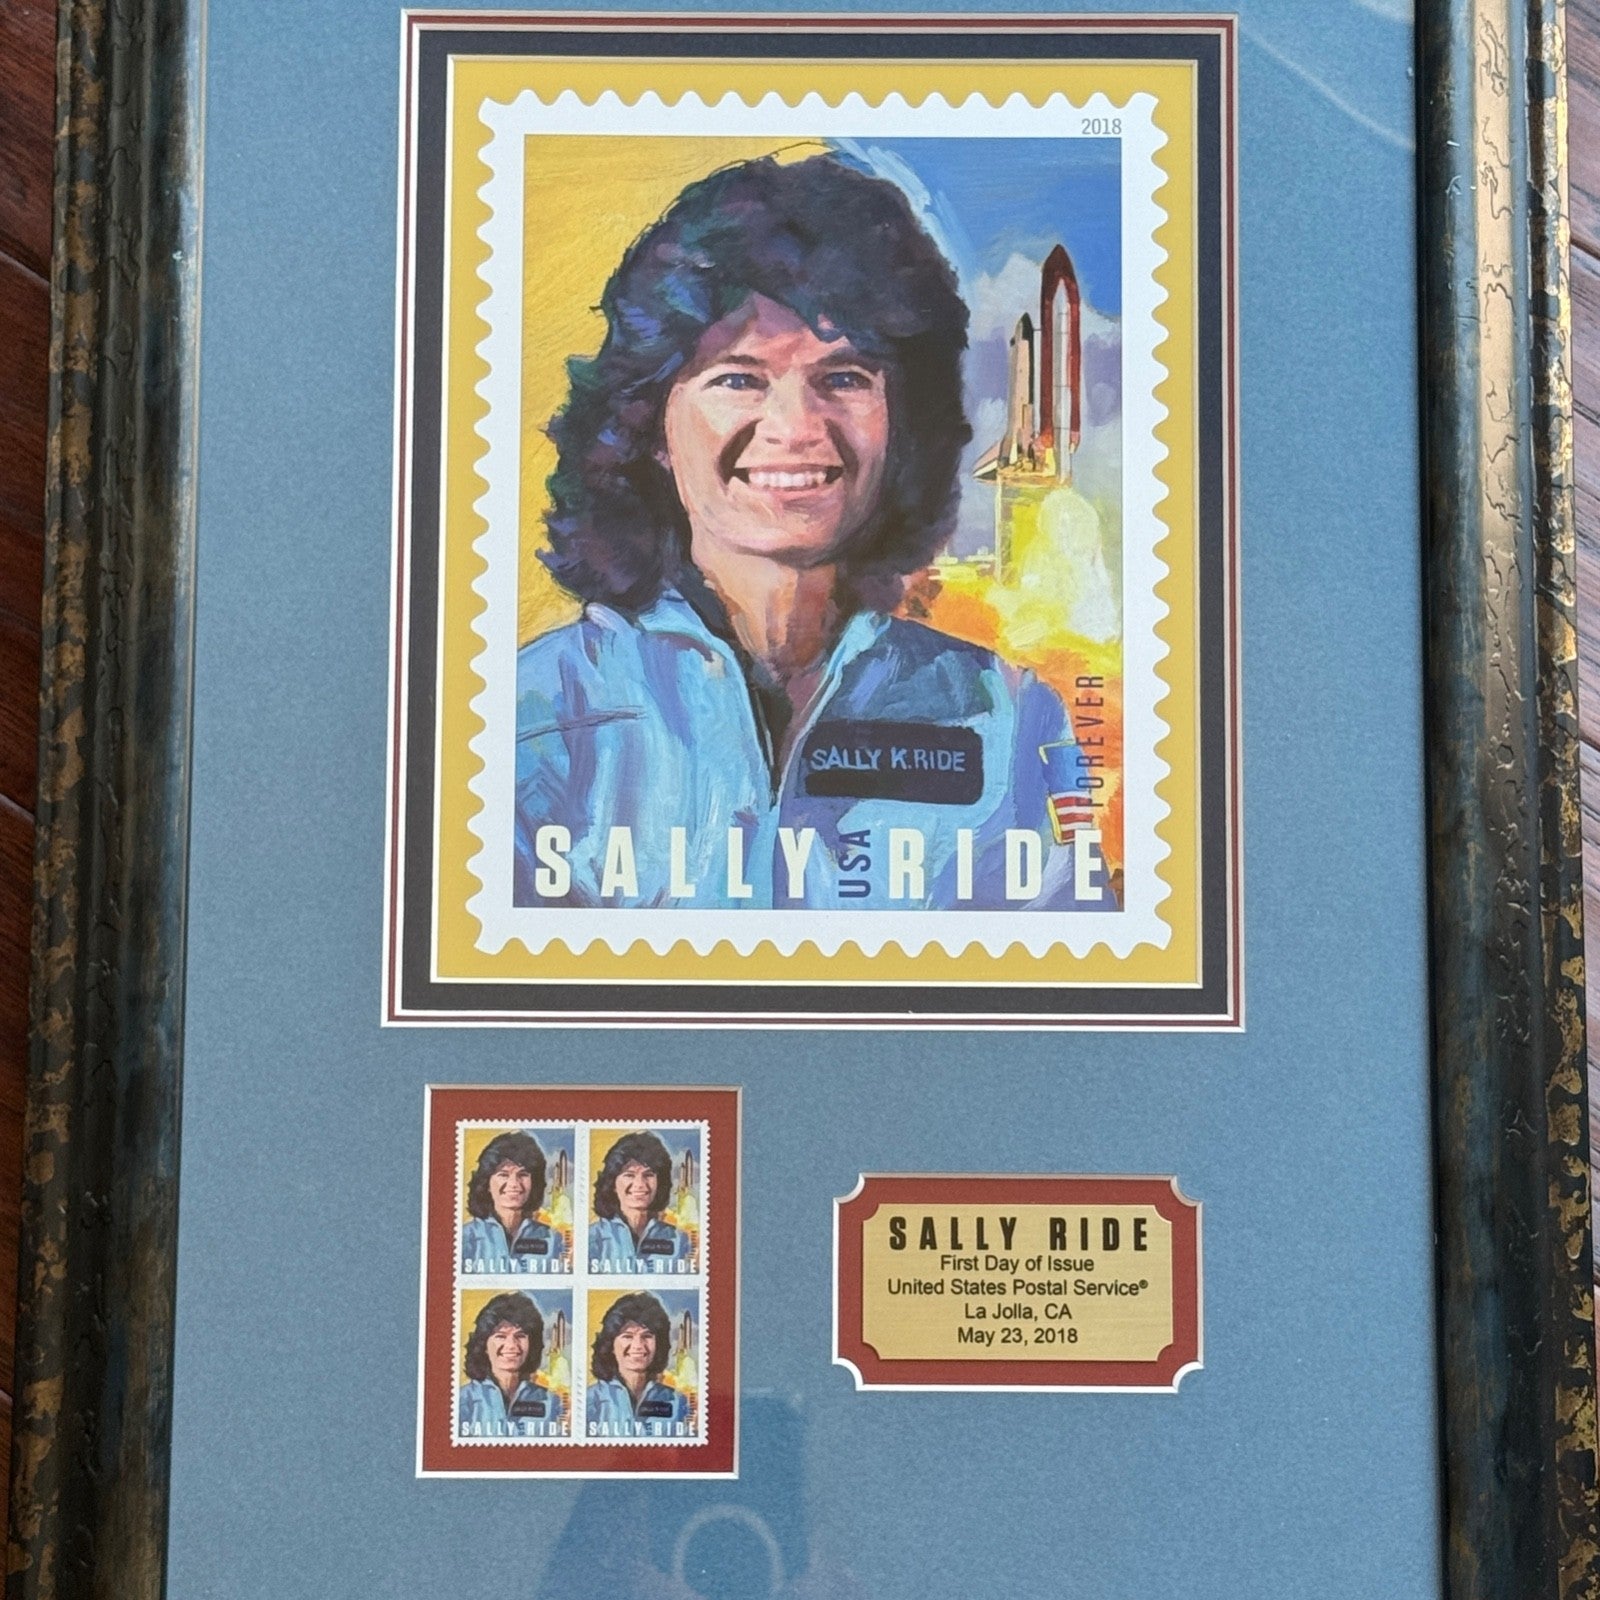 2018
FOREVER
SALLY K. RIDE
SALLY USA RIDE
SALLY RIDE
SALLY RIDE
SALLY RIDE
SALLY RIDE
SALLY RIDE
First Day of Issue
United States Postal Service®
La Jolla, CA
May 23, 2018